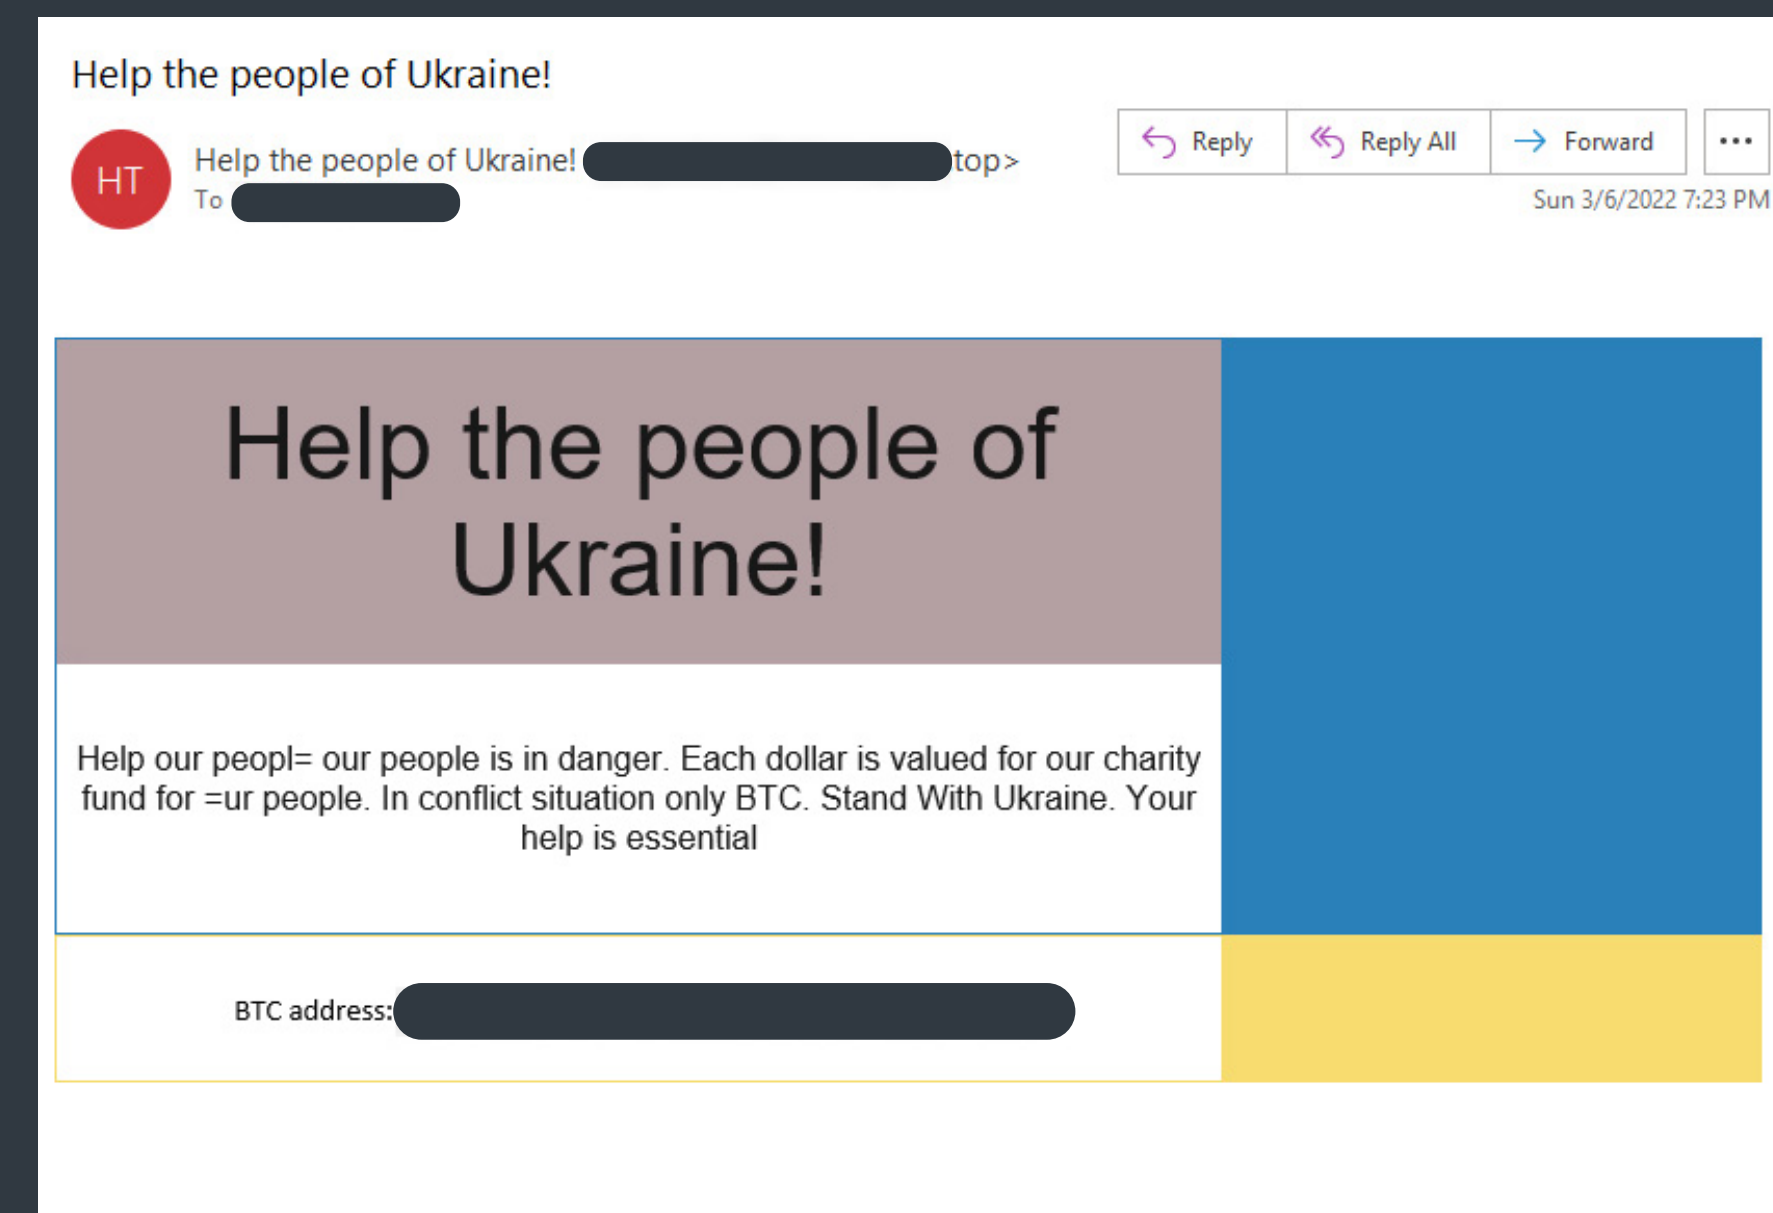 Help the people of Ukraine!
HT
Help the people of Ukraine! top>
To
Reply
Reply All
Forward
Sun 3/6/2022 7:23 PM
Help the people of
Ukraine!
Help our peopl= our people is in danger. Each dollar is valued for our charity
fund for =ur people. In conflict situation only BTC. Stand With Ukraine. Your
help is essential
BTC address: